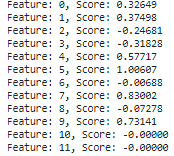 Feature: 0, Score: 0.32649
Feature: 1, Score: 0.37498
Feature: 2, Score: -0.24681
Feature: 3, Score: -0.31828
Feature: 4, Score: 0.57717
Feature: 5, Score: 1.00607
Feature: 6, Score: -0.00688
Feature: 7, Score: 0.83002
Feature: 8, Score: -0.07278
Feature: 9, Score: 0.73141
Feature: 10, Score: -0.00000
Feature: 11, Score: -0.00000